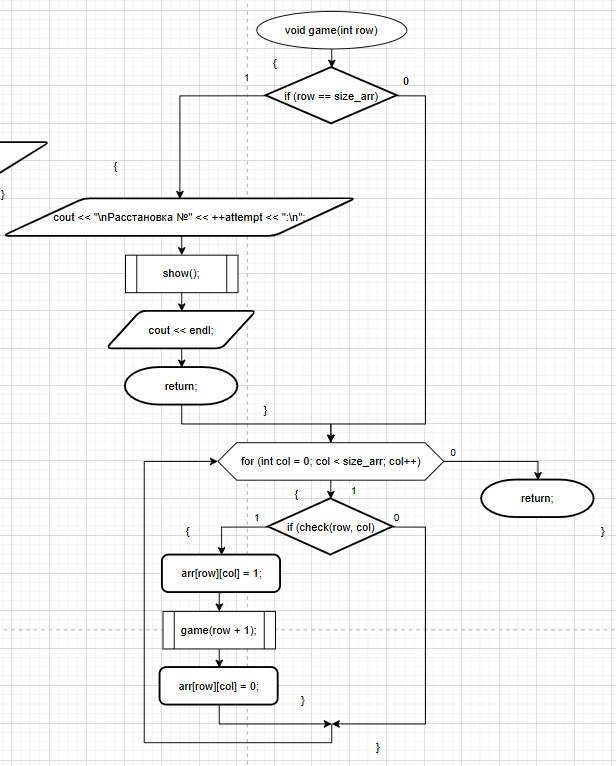 void game(int row)
{
1
0
if (row == size_arr)
{
}
cout << "\nРасстановка №" << ++attempt << ":\n";
show();
cout << endl;
return;
}
for (int col = 0; col < size_arr; col++)
0
{
1
return;
1
if (check(row, col)
0
{
}
arr[row][col] = 1;
game(row + 1);
arr[row][col] = 0;
}
}